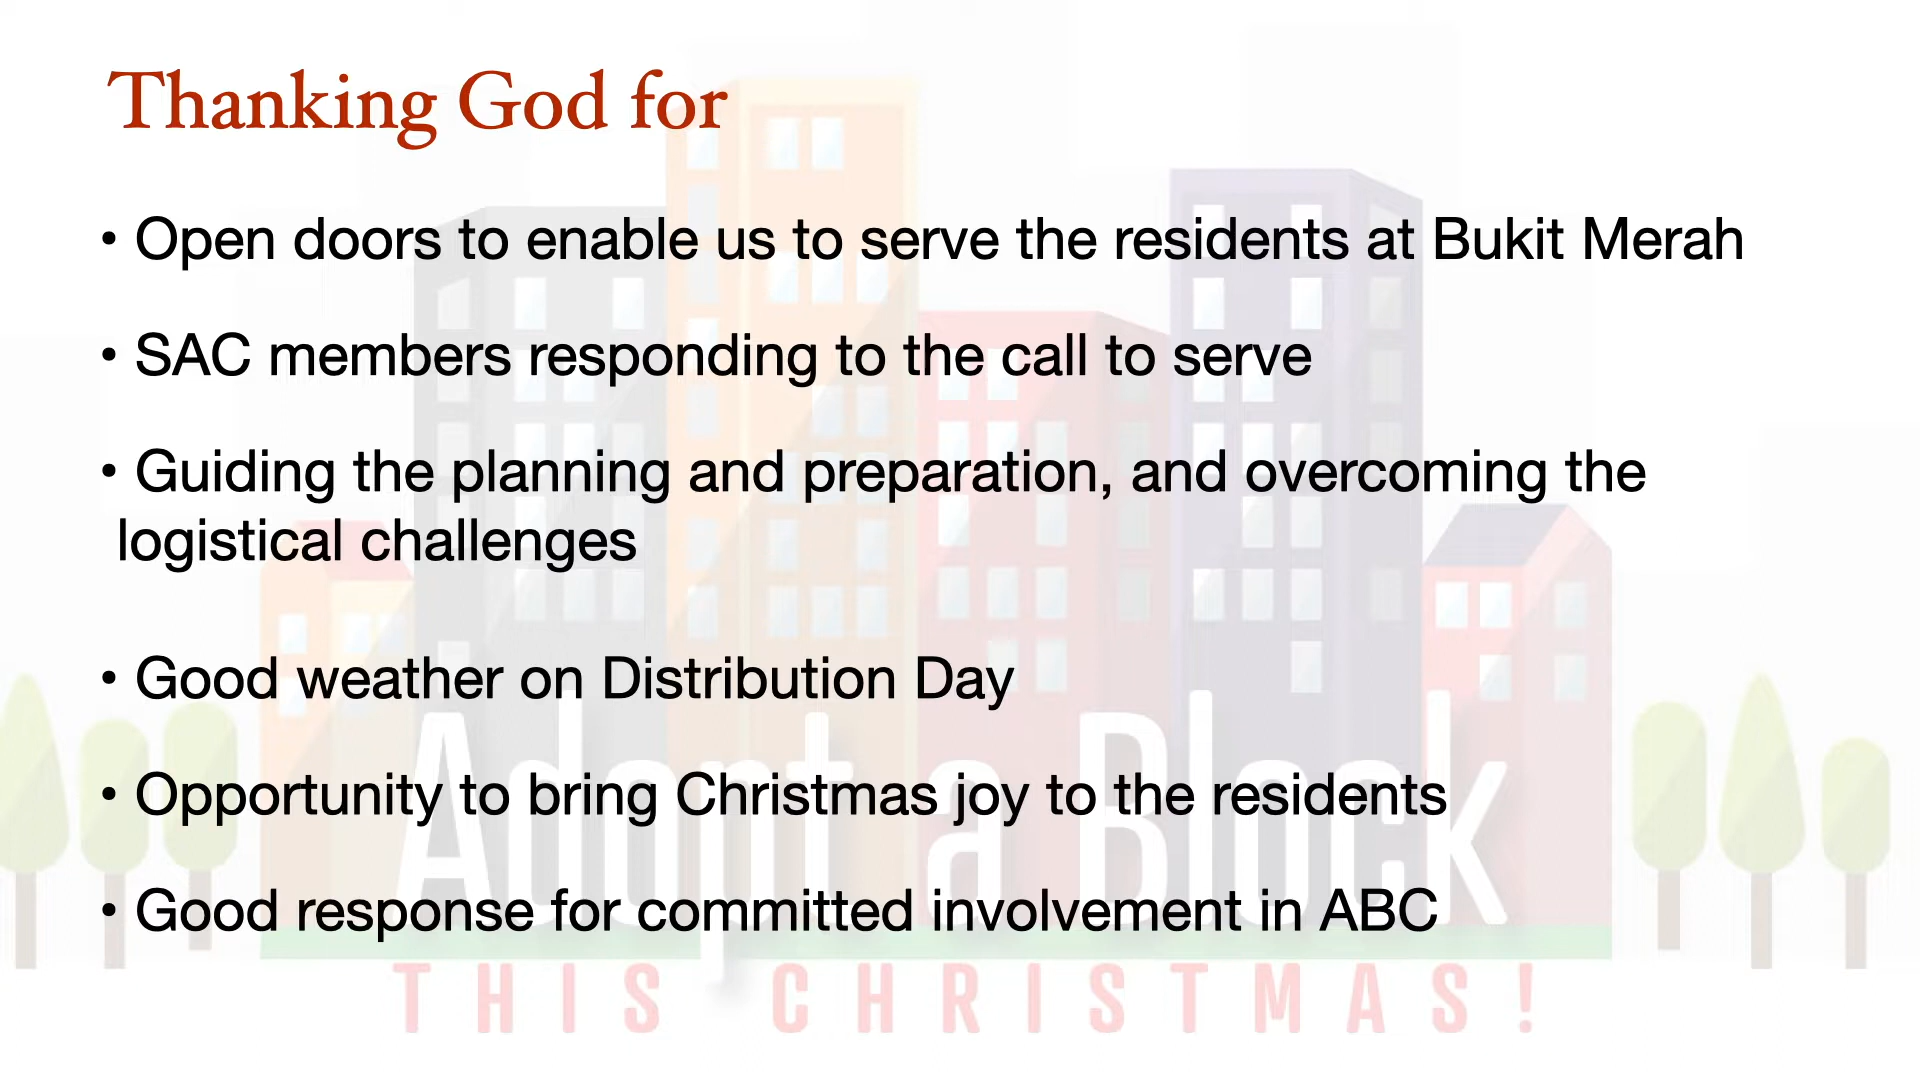 Thanking God for
• Open doors to enable us to serve the residents at Bukit Merah
• SAC members responding to the call to serve
• Guiding the planning and preparation, and overcoming the
logistical challenges
• Good weather on Distribution Day
• Opportunity to bring Christmas joy to the residents
• Good response for committed involvement in ABC
Adopt a Block
THIS CHRISTMAS!